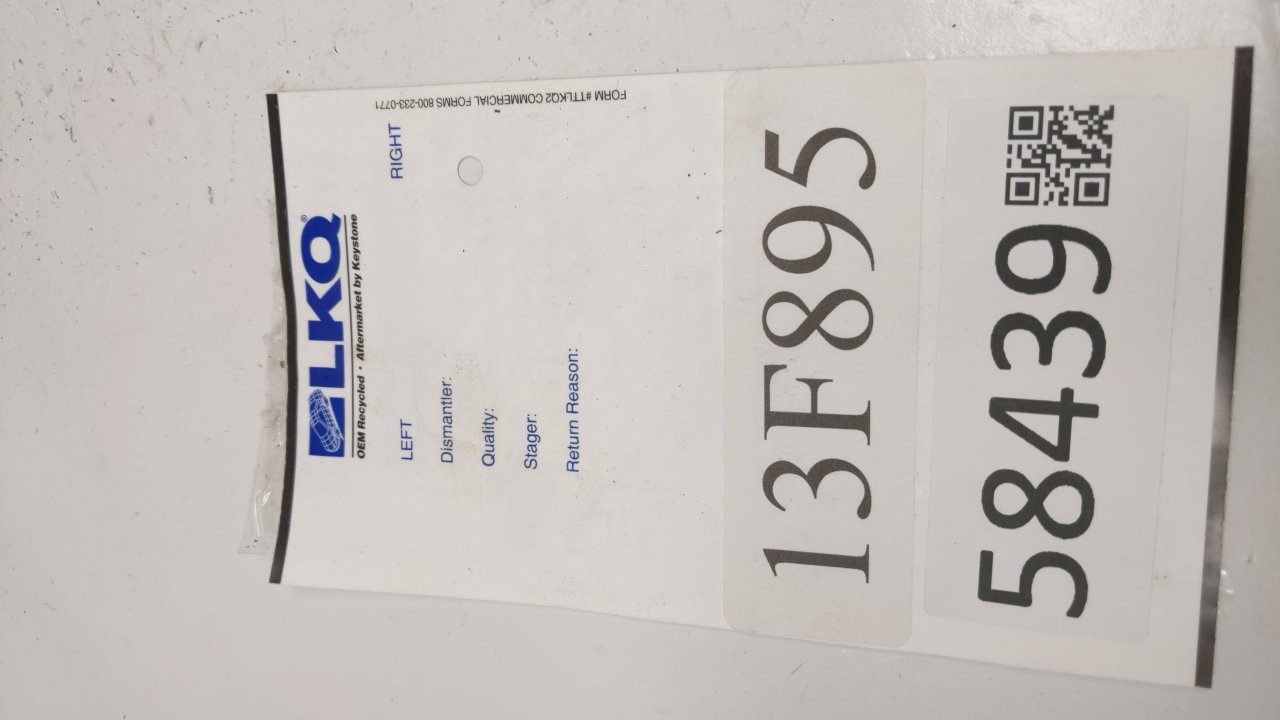 LKQ®
OEM Recycled • Aftermarket by Keystone
LEFT RIGHT
Dismantler:
Quality:
Stager:
Return Reason:
FORM #TTLKQ2 COMMERCIAL FORMS 800-233-0771
13F895
58439